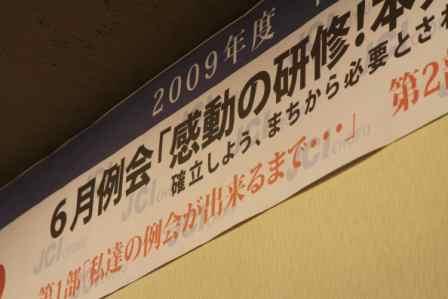 2009年度
6月例会「感動の研修!本
確立しよう、まちから必要とさ
第1部「私達の例会が出来るまで・・・」
第2